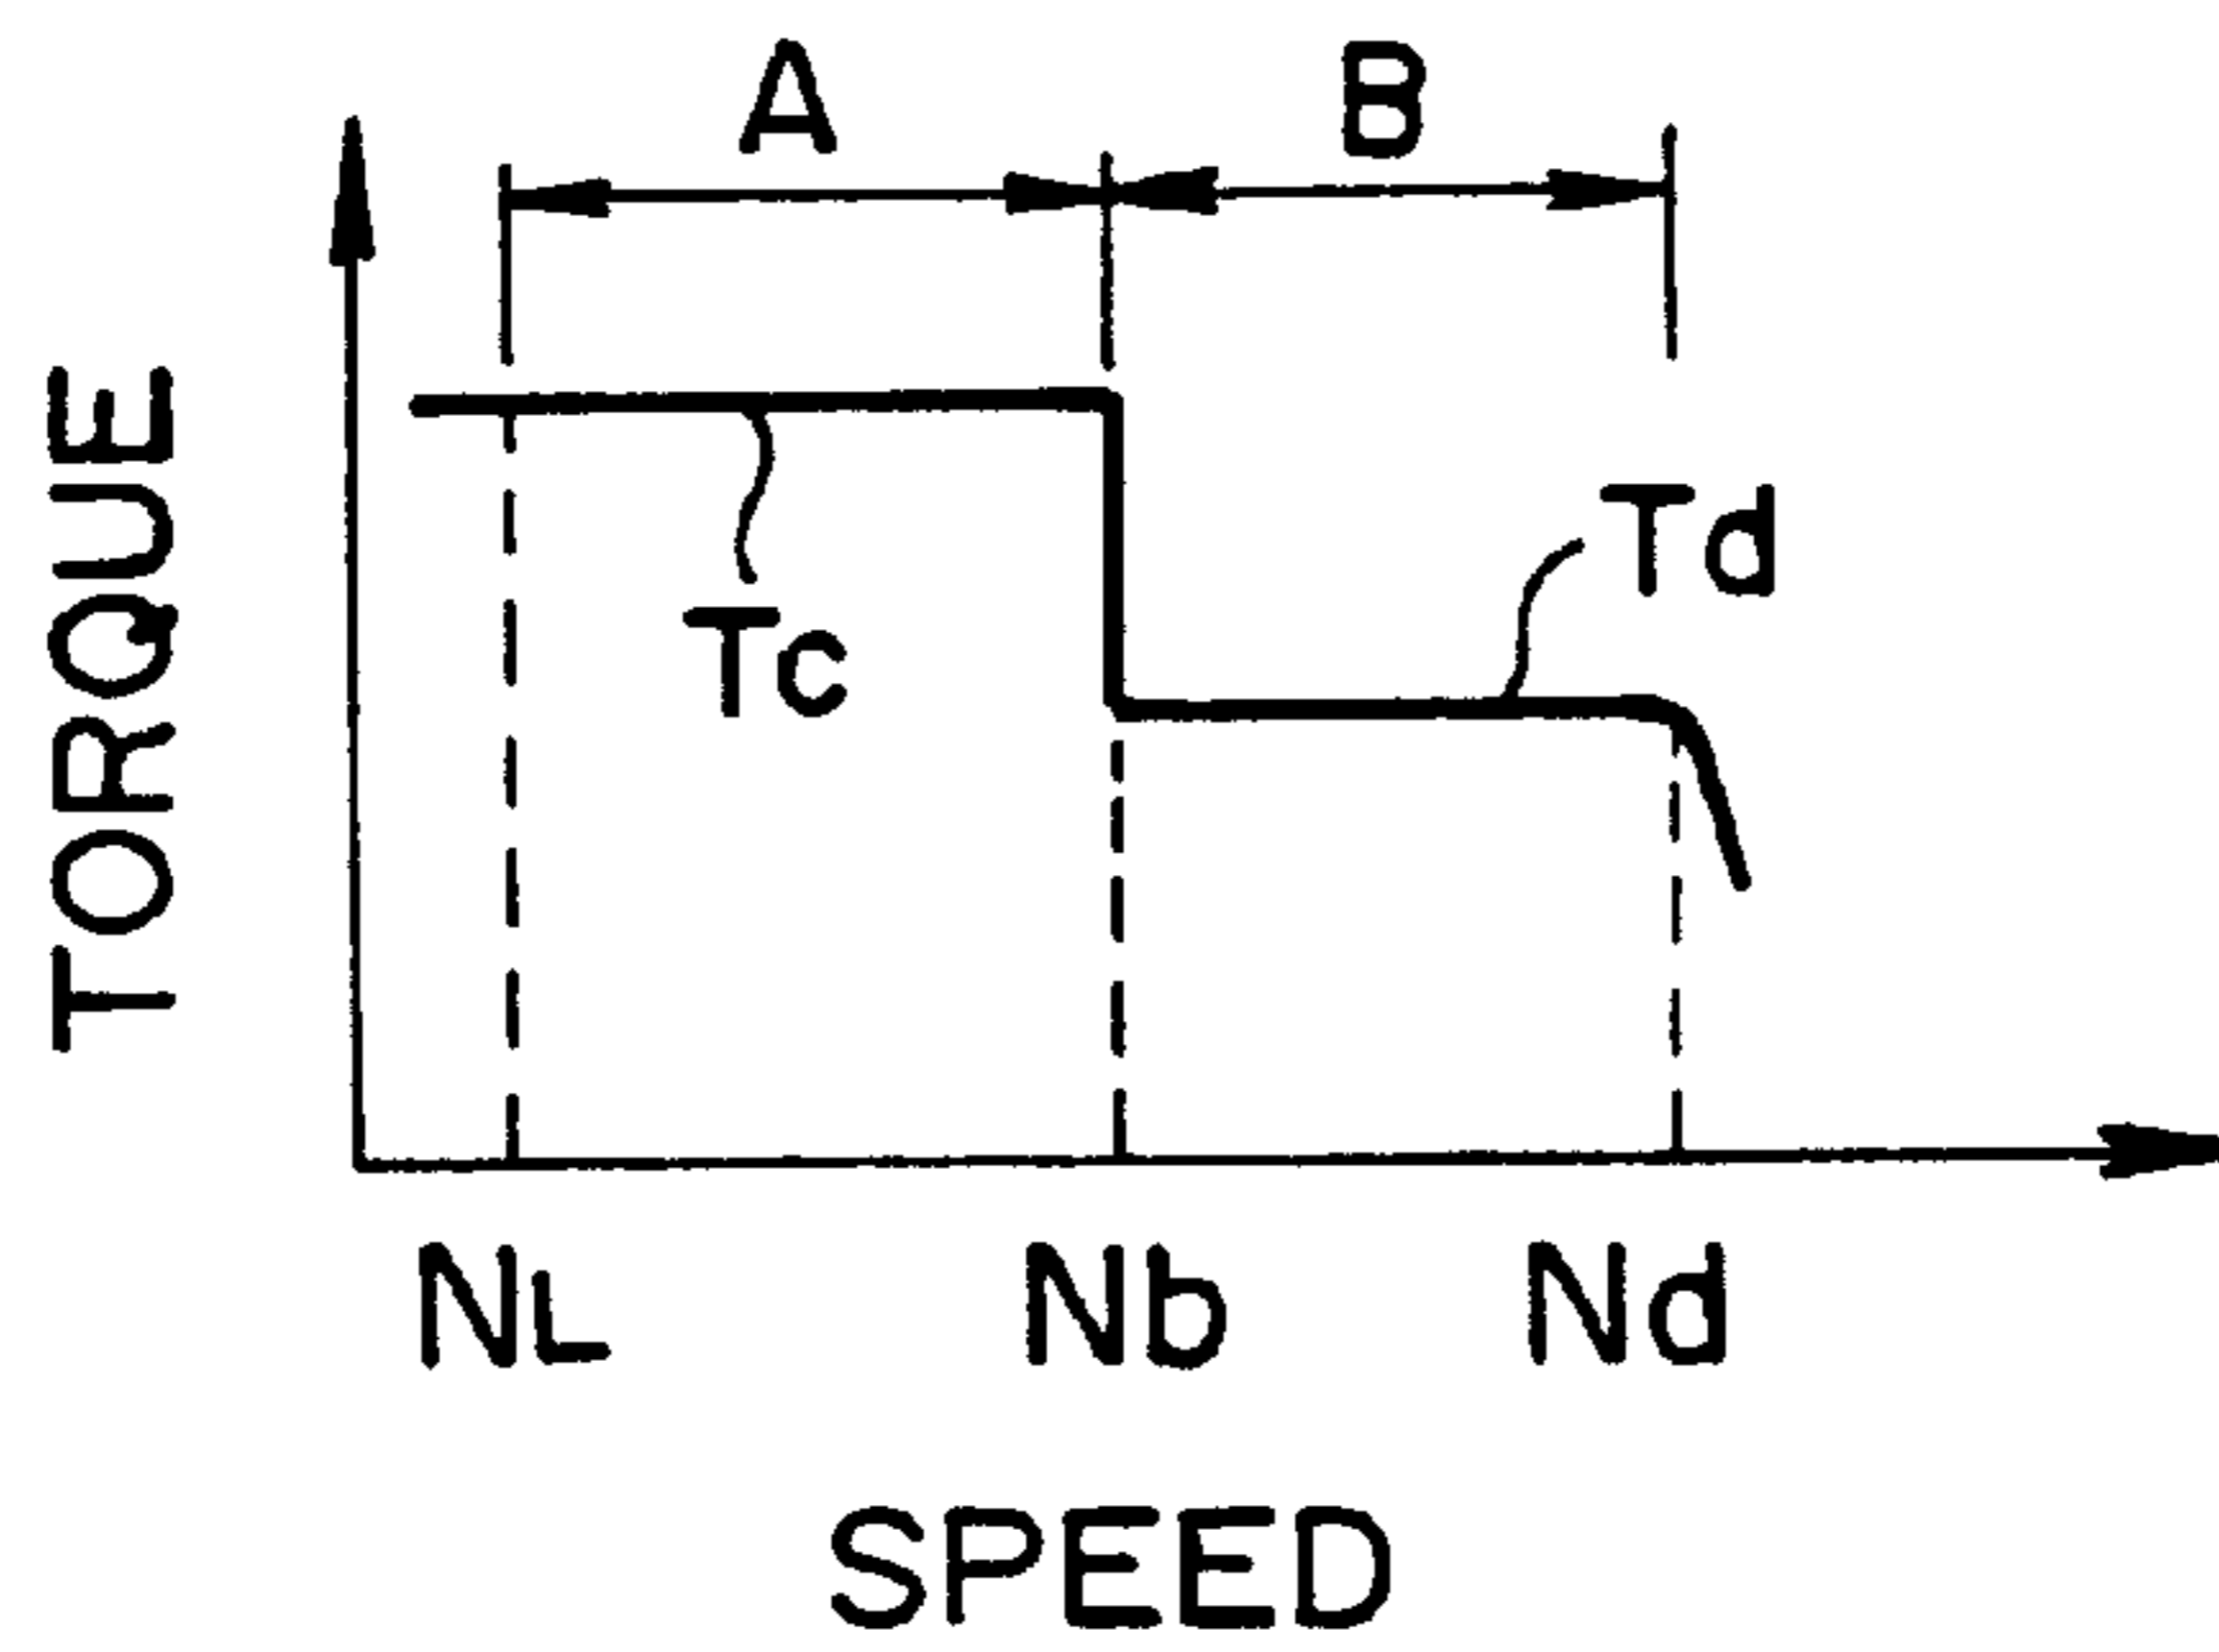 A B
TORQUE
Tc
Td
NL Nb Nd
SPEED